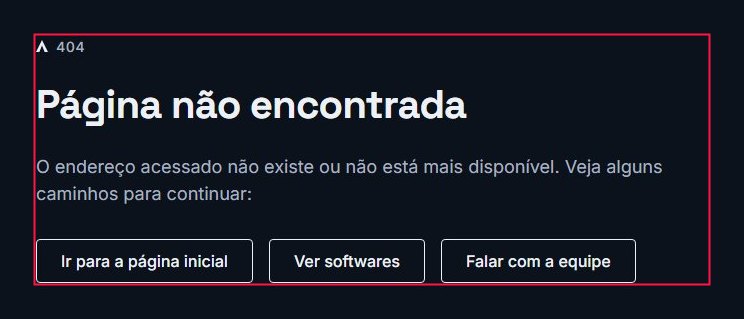 404
Página não encontrada
O endereço acessado não existe ou não está mais disponível. Veja alguns
caminhos para continuar:
Ir para a página inicial
Ver softwares
Falar com a equipe